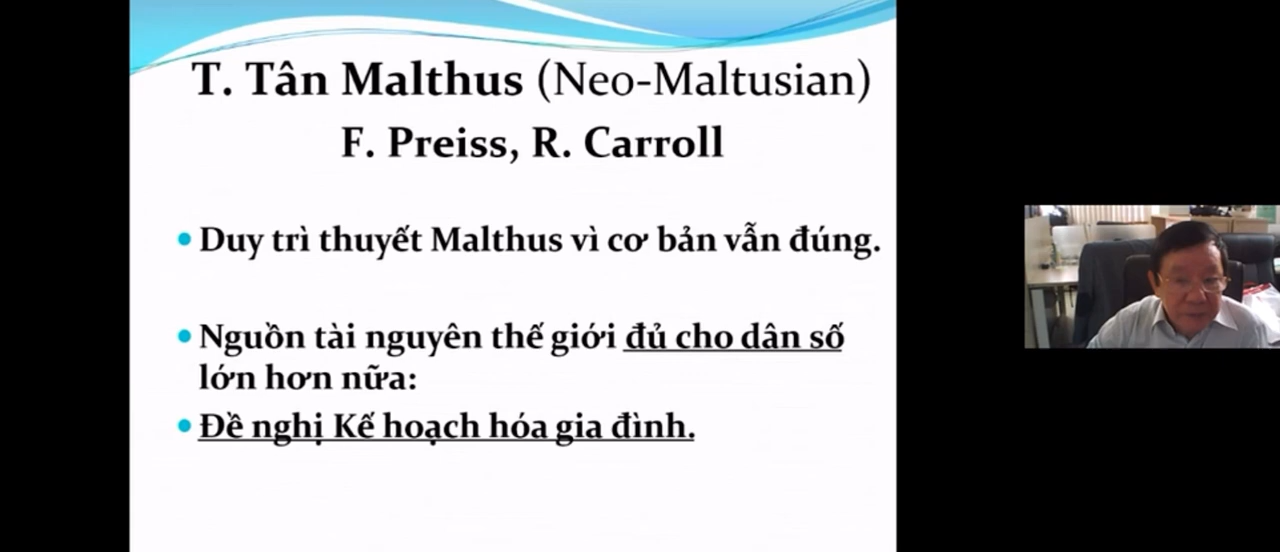 T. Tân Malthus (Neo-Maltusian)
F. Preiss, R. Carroll
• Duy trì thuyết Malthus vì cơ bản vẫn đúng.
• Nguồn tài nguyên thế giới đủ cho dân số
lớn hơn nữa:
• Đề nghị Kế hoạch hóa gia đình.